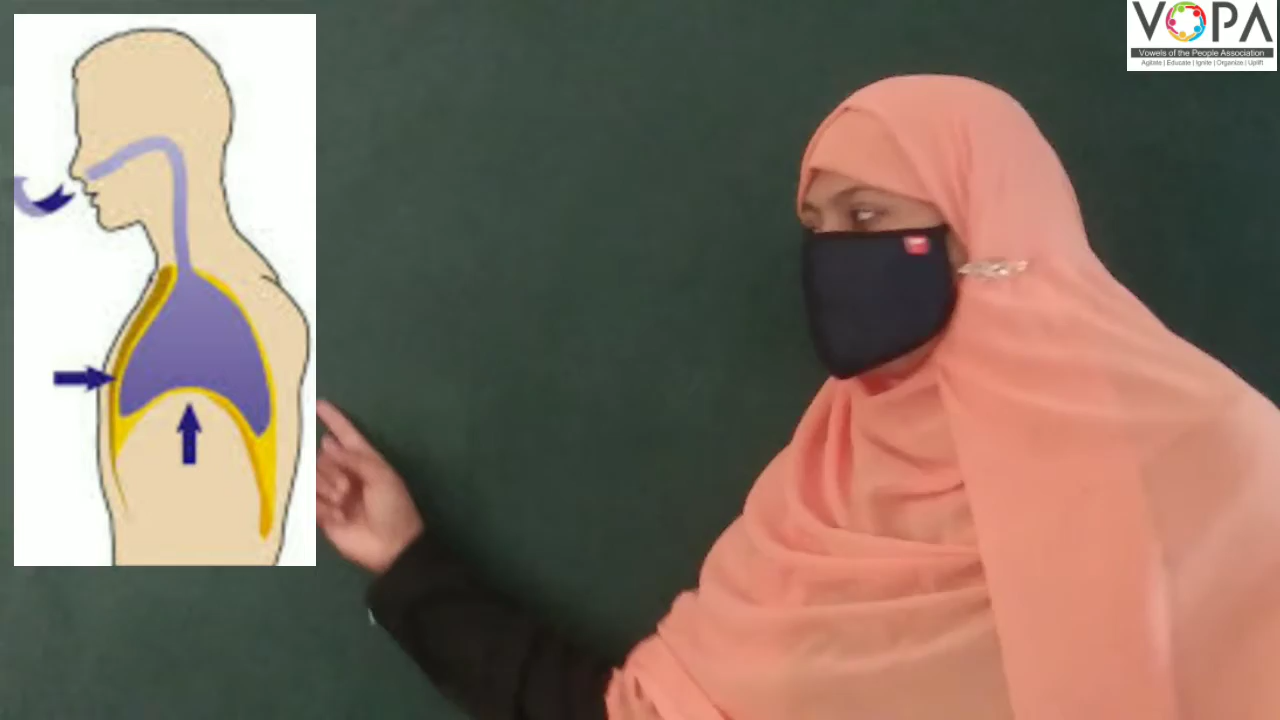 VOPA
Vowels of the People Association
Agitate | Educate | Ignite | Organize | Uplift